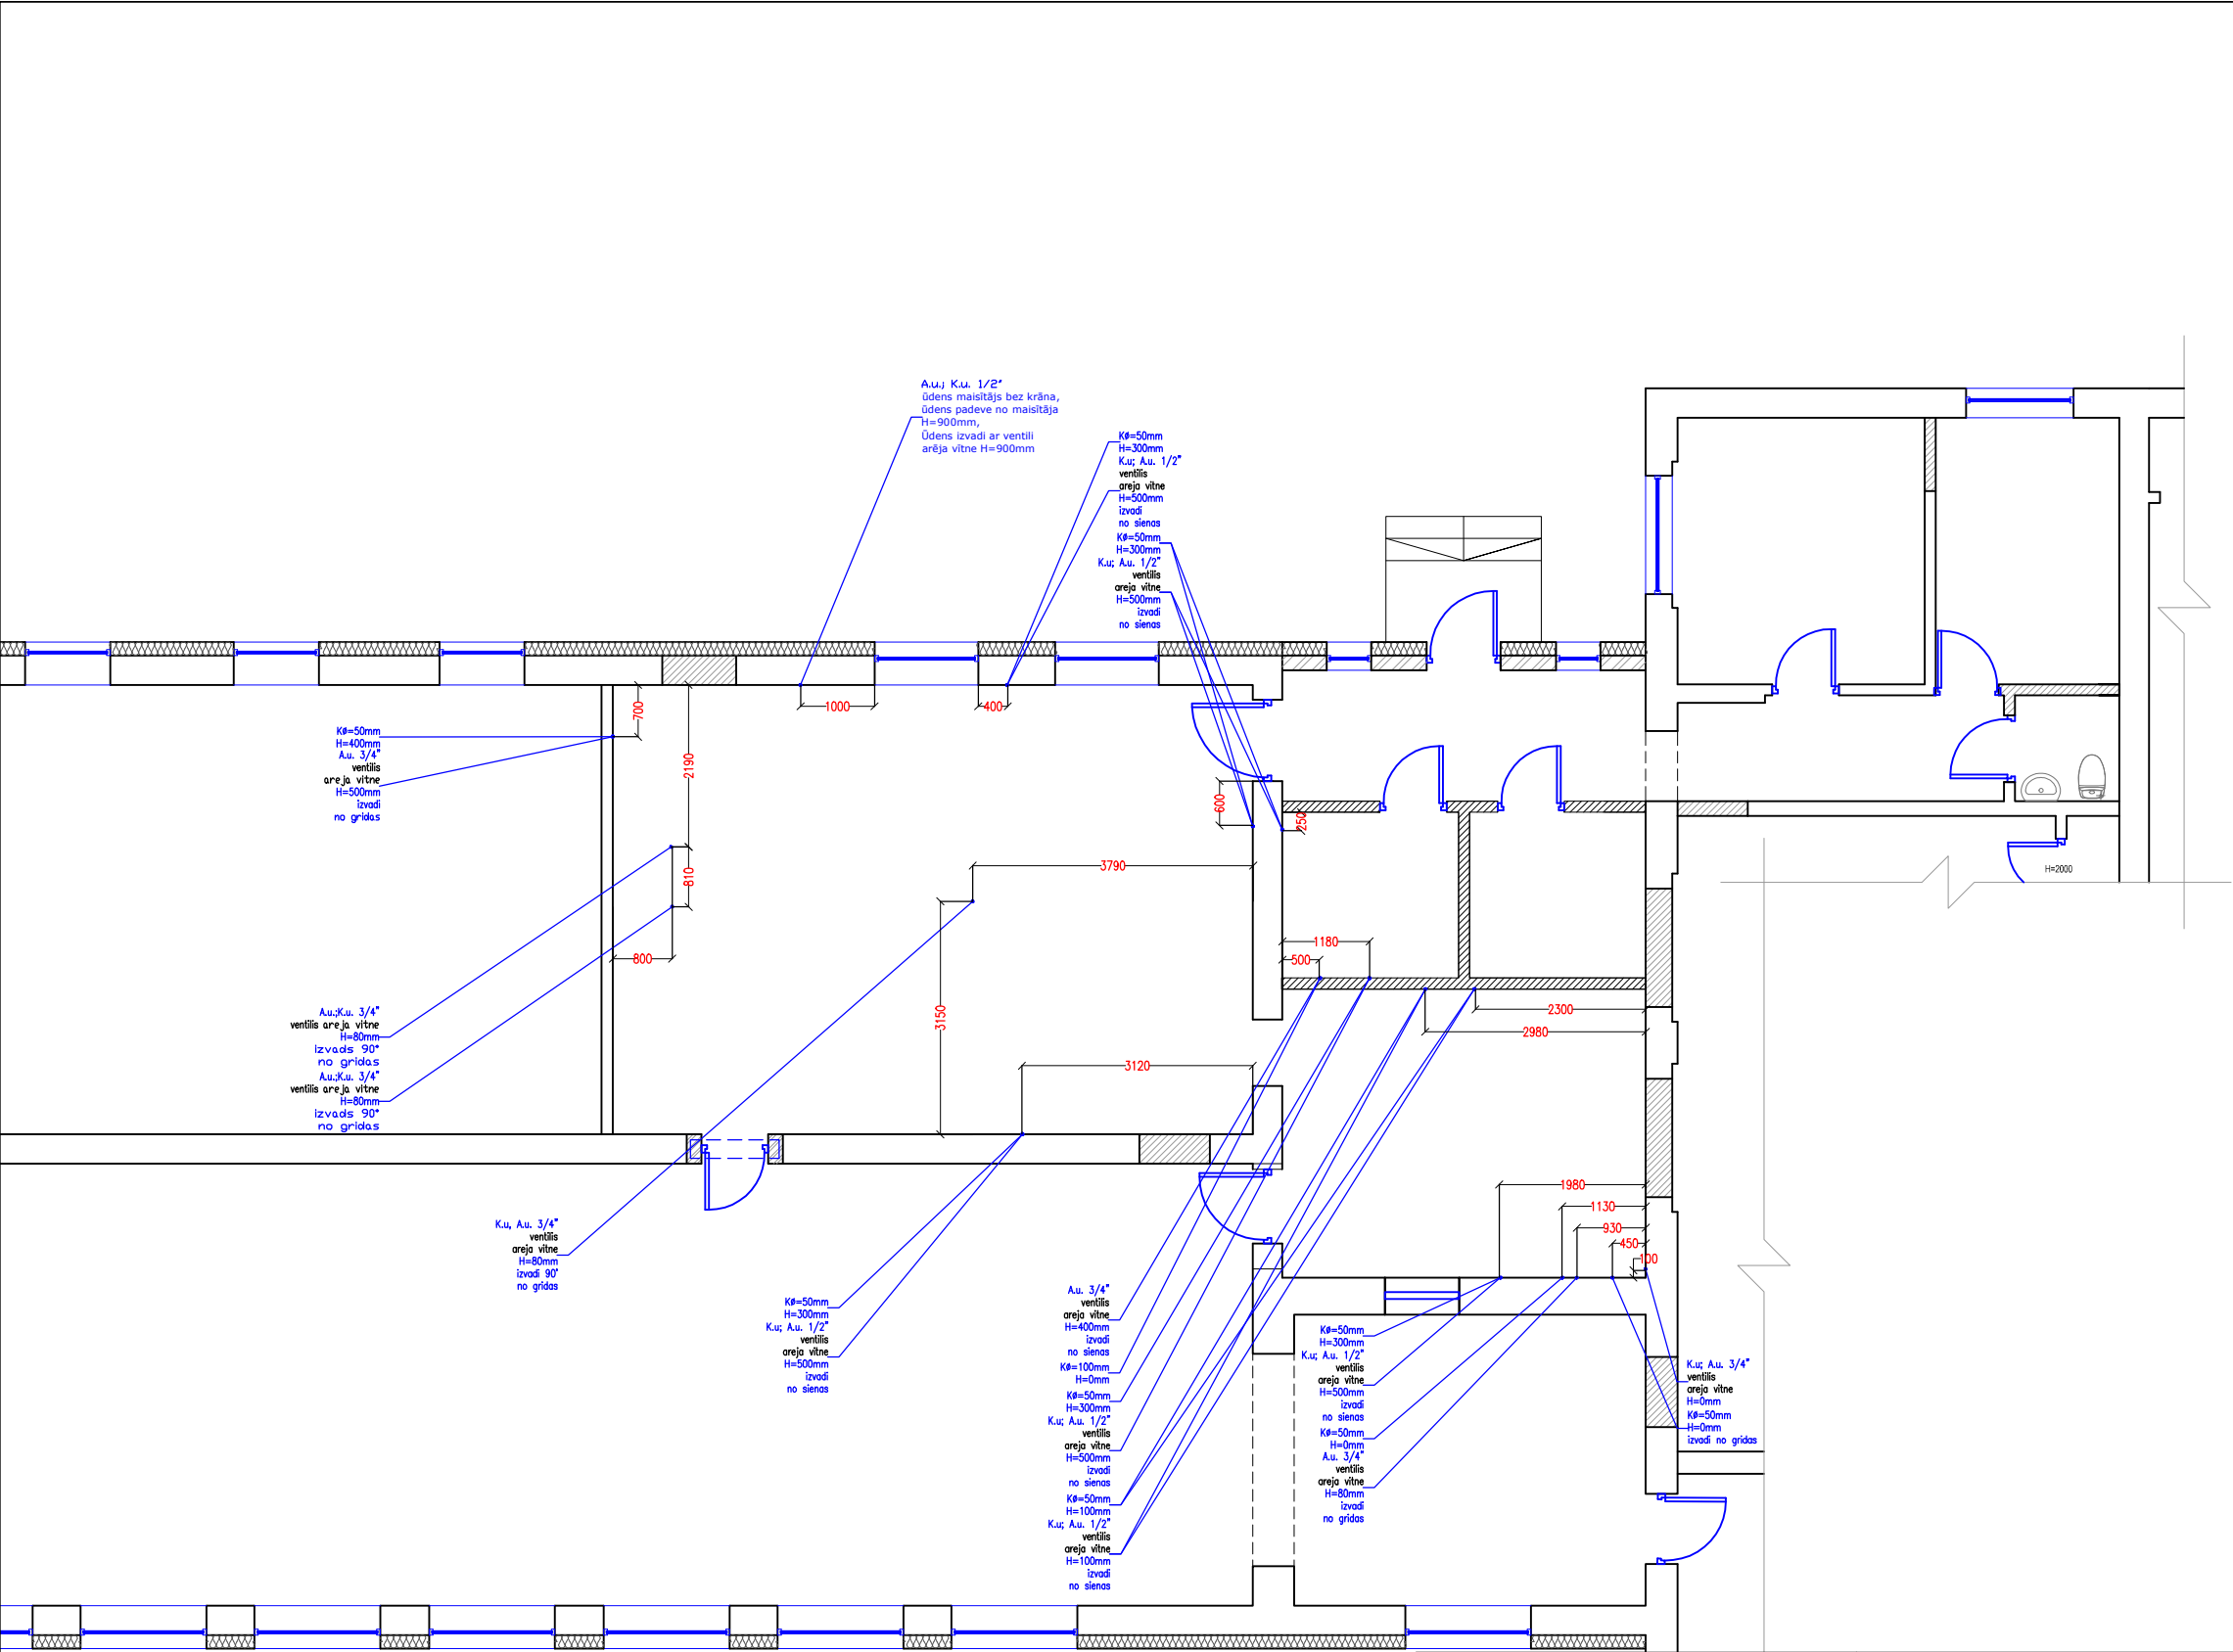 A.u.; K.u. 1/2"
ūdens maisītājs bez krāna,
ūdens padeve no maisītāja
H=900mm,
Ūdens izvadi ar ventili
arēja vītne H=900mm
KØ=50mm
H=300mm
K.u; A.u. 1/2"
ventilis
areja vitne
H=500mm
izvadi
no sienas
KØ=50mm
H=300mm
K.u; A.u. 1/2"
ventilis
areja vitne
H=500mm
izvadi
no sienas
1000
400
700
2190
KØ=50mm
H=400mm
A.u. 3/4"
ventilis
areja vitne
H=500mm
izvadi
no gridas
600
250
810
3790
H=2000
800
1180
500
3150
2300
2980
A.u.;K.u. 3/4"
ventilis areja vitne
H=80mm
izvads 90°
no gridas
A.u.;K.u. 3/4"
ventilis areja vitne
H=80mm
izvads 90°
no gridas
3120
1980
1130
930
450
100
K.u, A.u. 3/4"
ventilis
areja vitne
H=80mm
izvadi 90°
no gridas
KØ=50mm
H=300mm
K.u; A.u. 1/2"
ventilis
areja vitne
H=500mm
izvadi
no sienas
A.u. 3/4"
ventilis
areja vitne
H=400mm
izvadi
no sienas
KØ=100mm
H=0mm
KØ=50mm
H=300mm
K.u; A.u. 1/2"
ventilis
areja vitne
H=500mm
izvadi
no sienas
KØ=50mm
H=100mm
K.u; A.u. 1/2"
ventilis
areja vitne
H=100mm
izvadi
no sienas
KØ=50mm
H=300mm
K.u; A.u. 1/2"
ventilis
areja vitne
H=500mm
izvadi
no sienas
KØ=50mm
H=0mm
A.u. 3/4"
ventilis
areja vitne
H=80mm
izvadi
no gridas
K.u; A.u. 3/4"
ventilis
areja vitne
H=0mm
KØ=50mm
H=0mm
izvadi no gridas